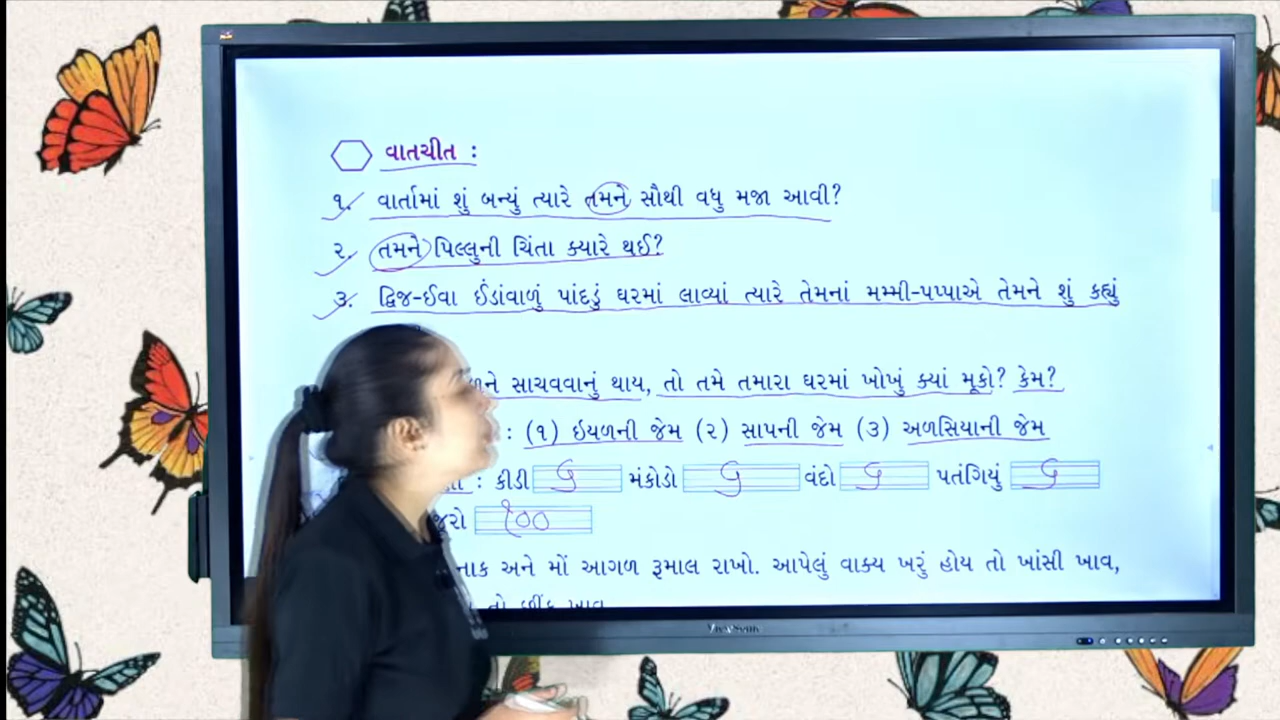 વાતચીત :
૧. વાર્તામાં શું બન્યું ત્યારે તમને સૌથી વધુ મજા આવી?
૨. તમને પિલ્લુની ચિંતા ક્યારે થઈ?
૩. દ્વિજ-ઈવા ઈંડાંવાળું પાંદડું ઘરમાં લાવ્યાં ત્યારે તેમનાં મમ્મી-પપ્પાએ તેમને શું કહ્યું
સાચવવાનું થાય, તો તમે તમારા ઘરમાં ખોખું ક્યાં મૂકો? કેમ?
: (૧) ઇયળની જેમ (૨) સાપની જેમ (૩) અળસિયાની જેમ
: કીડી ૬ મંકોડો ૬ વંદો ૬ પતંગિયું ૬
૧૦૦
નાક અને મોં આગળ રૂમાલ રાખો. આપેલું વાક્ય ખરું હોય તો ખાંસી ખાવ,
તો છીંક ખાવ
ViewSonic